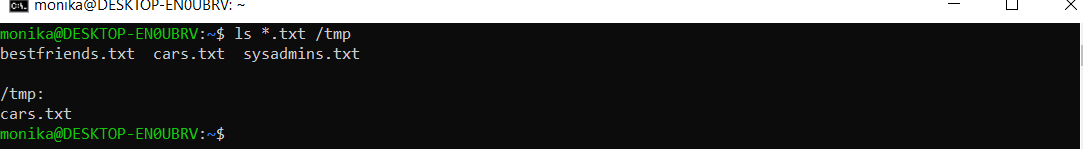 monika@DESKTOP-EN0UBRV: ~
monika@DESKTOP-EN0UBRV:~$ ls *.txt /tmp
bestfriends.txt  cars.txt  sysadmins.txt

/tmp:
cars.txt
monika@DESKTOP-EN0UBRV:~$